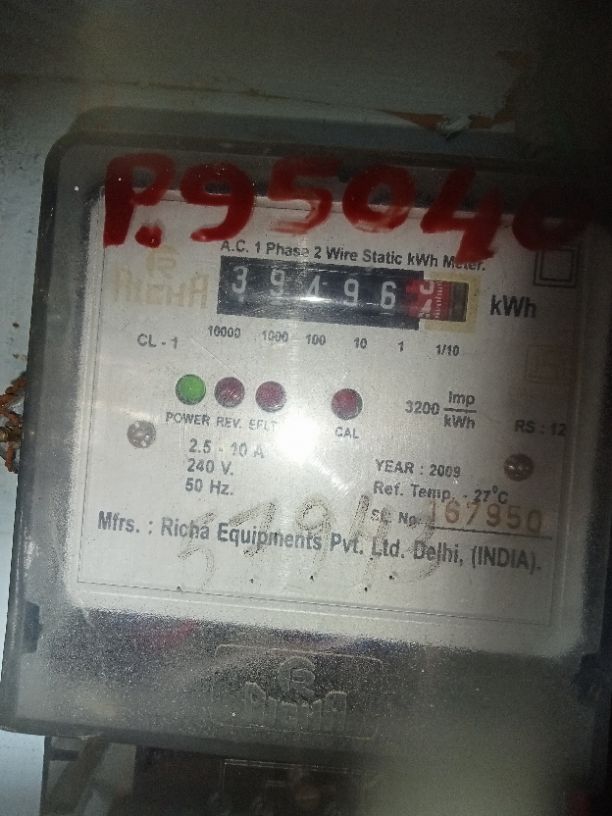 P.95040
A.C. 1 Phase 2 Wire Static kWh Meter.
RICHA
39496 kWh
10000 1000 100 10 1 1/10
CL - 1
POWER REV. EFLT CAL
3200 Imp/kWh
RS : 12
2.5 - 10 A
240 V.
50 Hz.
YEAR : 2009
Ref. Temp. - 27°C
SL No. 167950
Mfrs. : Richa Equipments Pvt. Ltd. Delhi, (INDIA).
RICHA